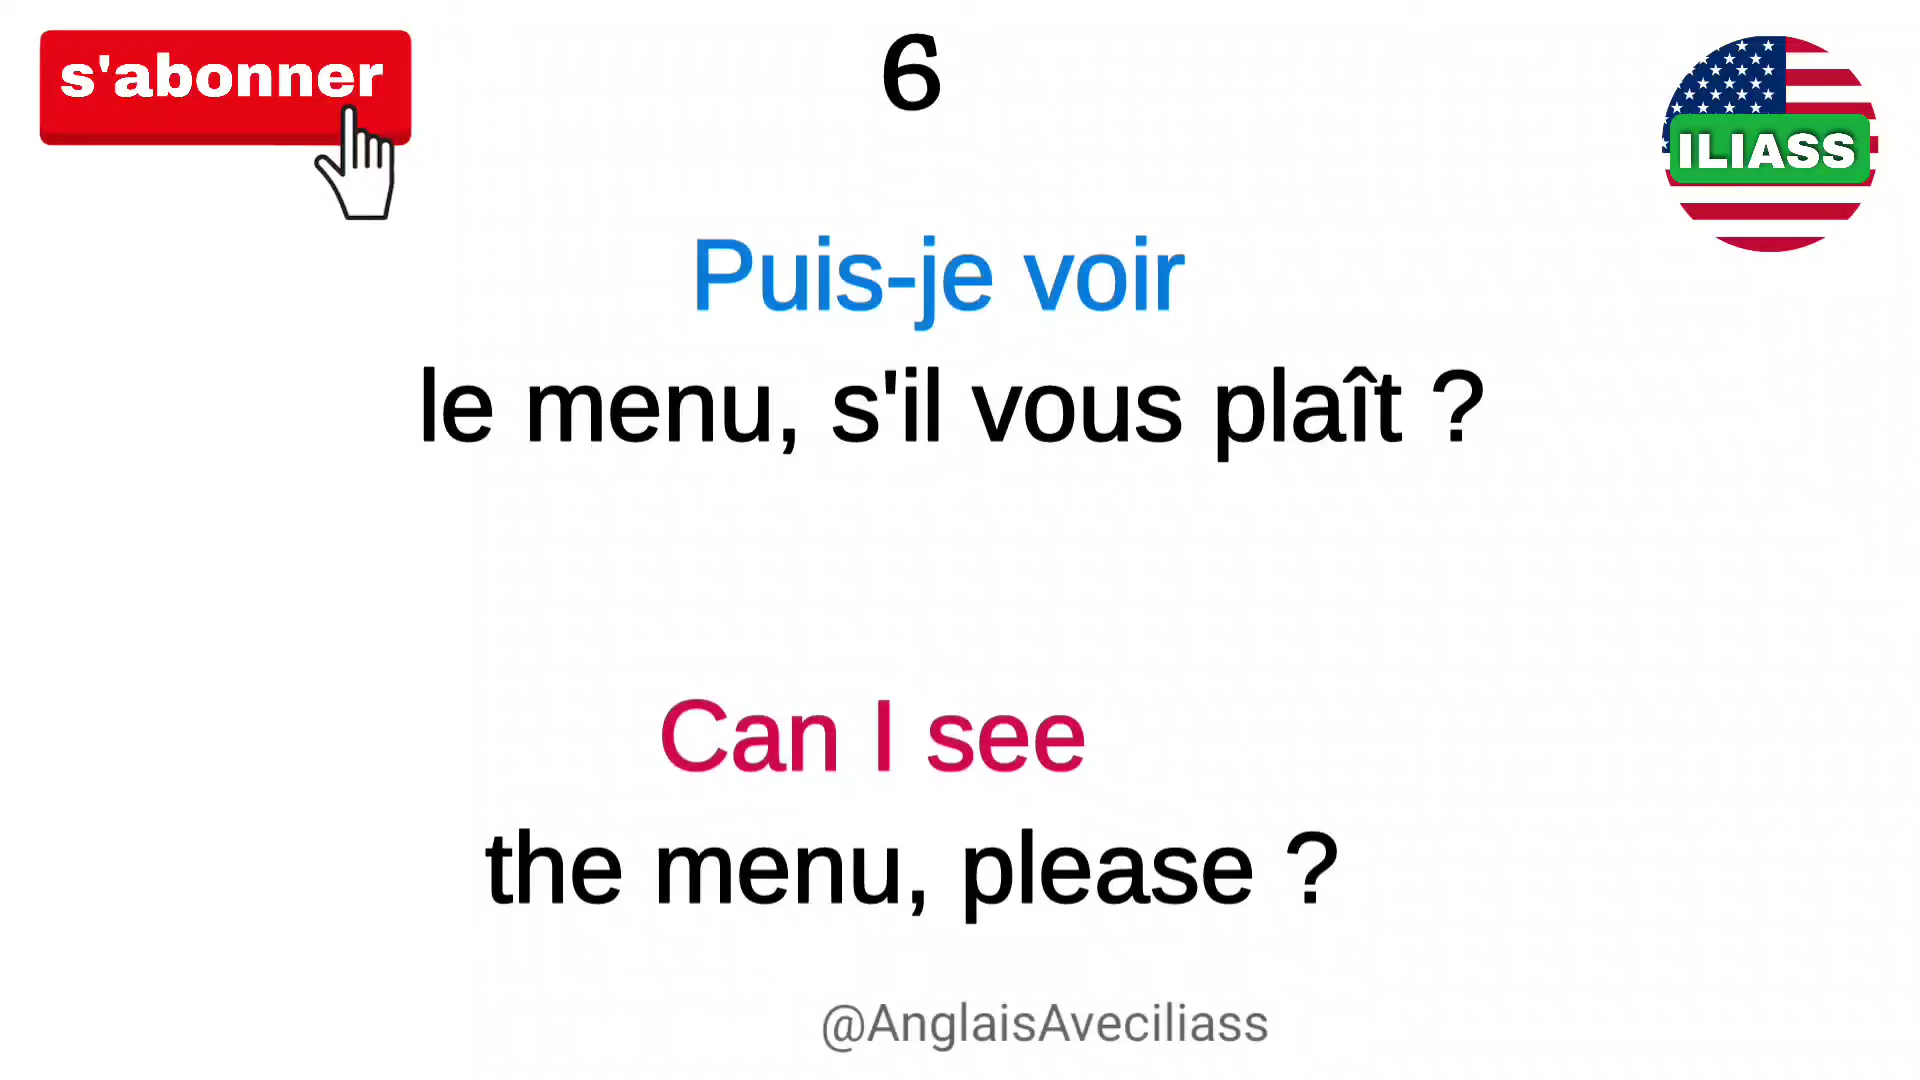 s'abonner
6
ILIASS
Puis-je voir
le menu, s'il vous plaît ?
Can I see
the menu, please ?
@AnglaisAveciliass